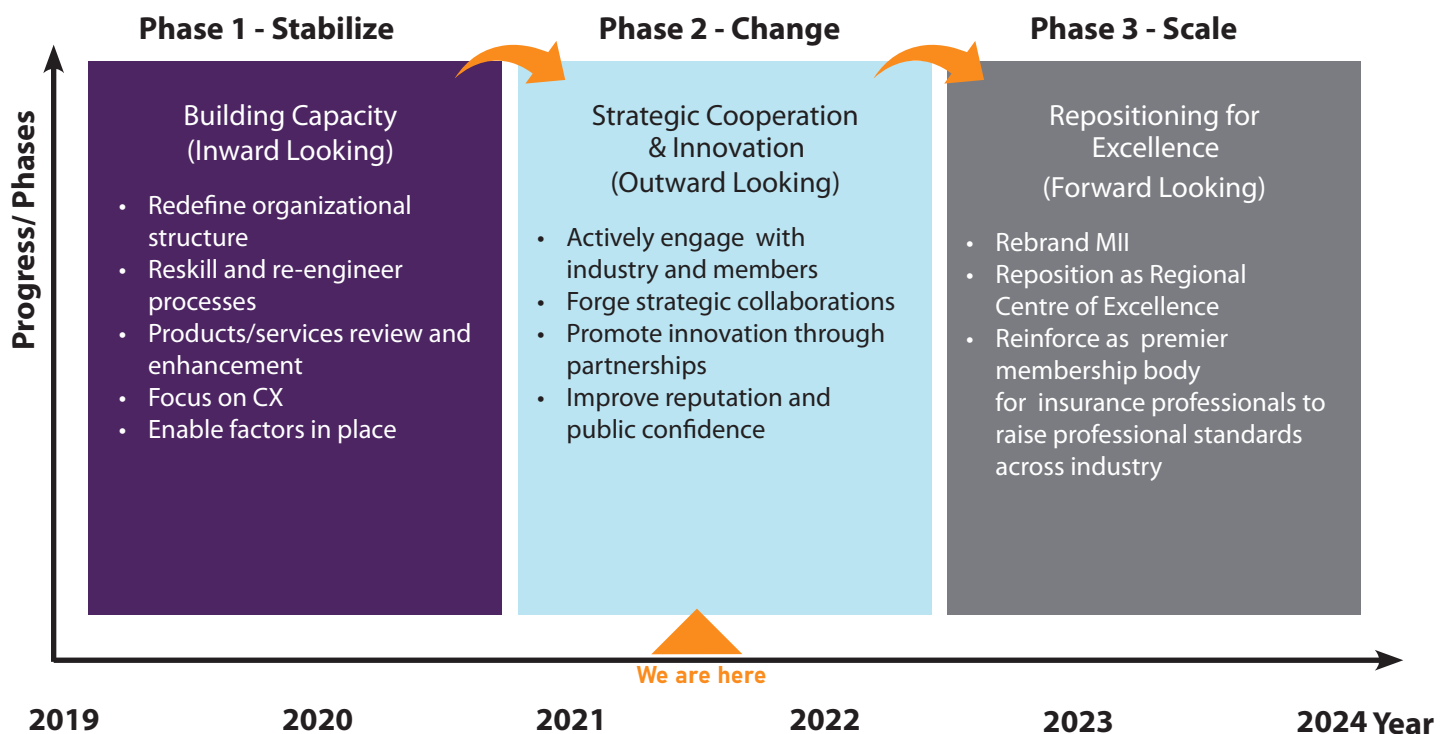 Phase 1 - Stabilize
Phase 2 - Change
Phase 3 - Scale
Progress/ Phases
Building Capacity
(Inward Looking)
• Redefine organizational
structure
• Reskill and re-engineer
processes
• Products/services review and
enhancement
• Focus on CX
• Enable factors in place
Strategic Cooperation
& Innovation
(Outward Looking)
• Actively engage with
industry and members
• Forge strategic collaborations
• Promote innovation through
partnerships
• Improve reputation and
public confidence
Repositioning for
Excellence
(Forward Looking)
• Rebrand MII
• Reposition as Regional
Centre of Excellence
• Reinforce as premier
membership body
for insurance professionals to
raise professional standards
across industry
We are here
2019 2020 2021 2022 2023 2024 Year